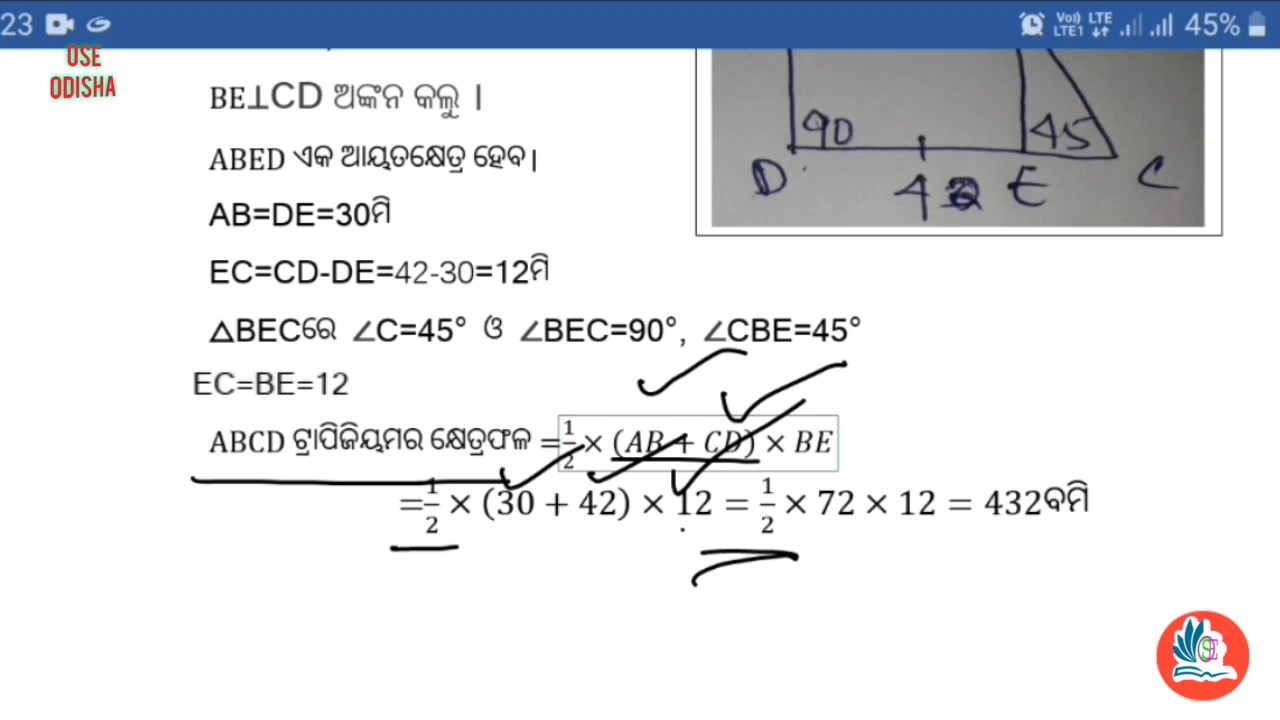 23 Vo) LTE LTE1 45%
OSE
ODISHA
BE⊥CD ଅଙ୍କନ କଲୁ ।
ABED ଏକ ଆୟତକ୍ଷେତ୍ର ହେବ।
AB=DE=30ମି
EC=CD-DE=42-30=12ମି
△BECରେ ∠C=45° ଓ ∠BEC=90°, ∠CBE=45°
EC=BE=12
ABCD ଟ୍ରାପିଜିୟମର କ୍ଷେତ୍ରଫଳ =1/2 × (AB + CD) × BE
=1/2 × (30 + 42) × 12 = 1/2 × 72 × 12 = 432ବମି
90 45
D 42 E C